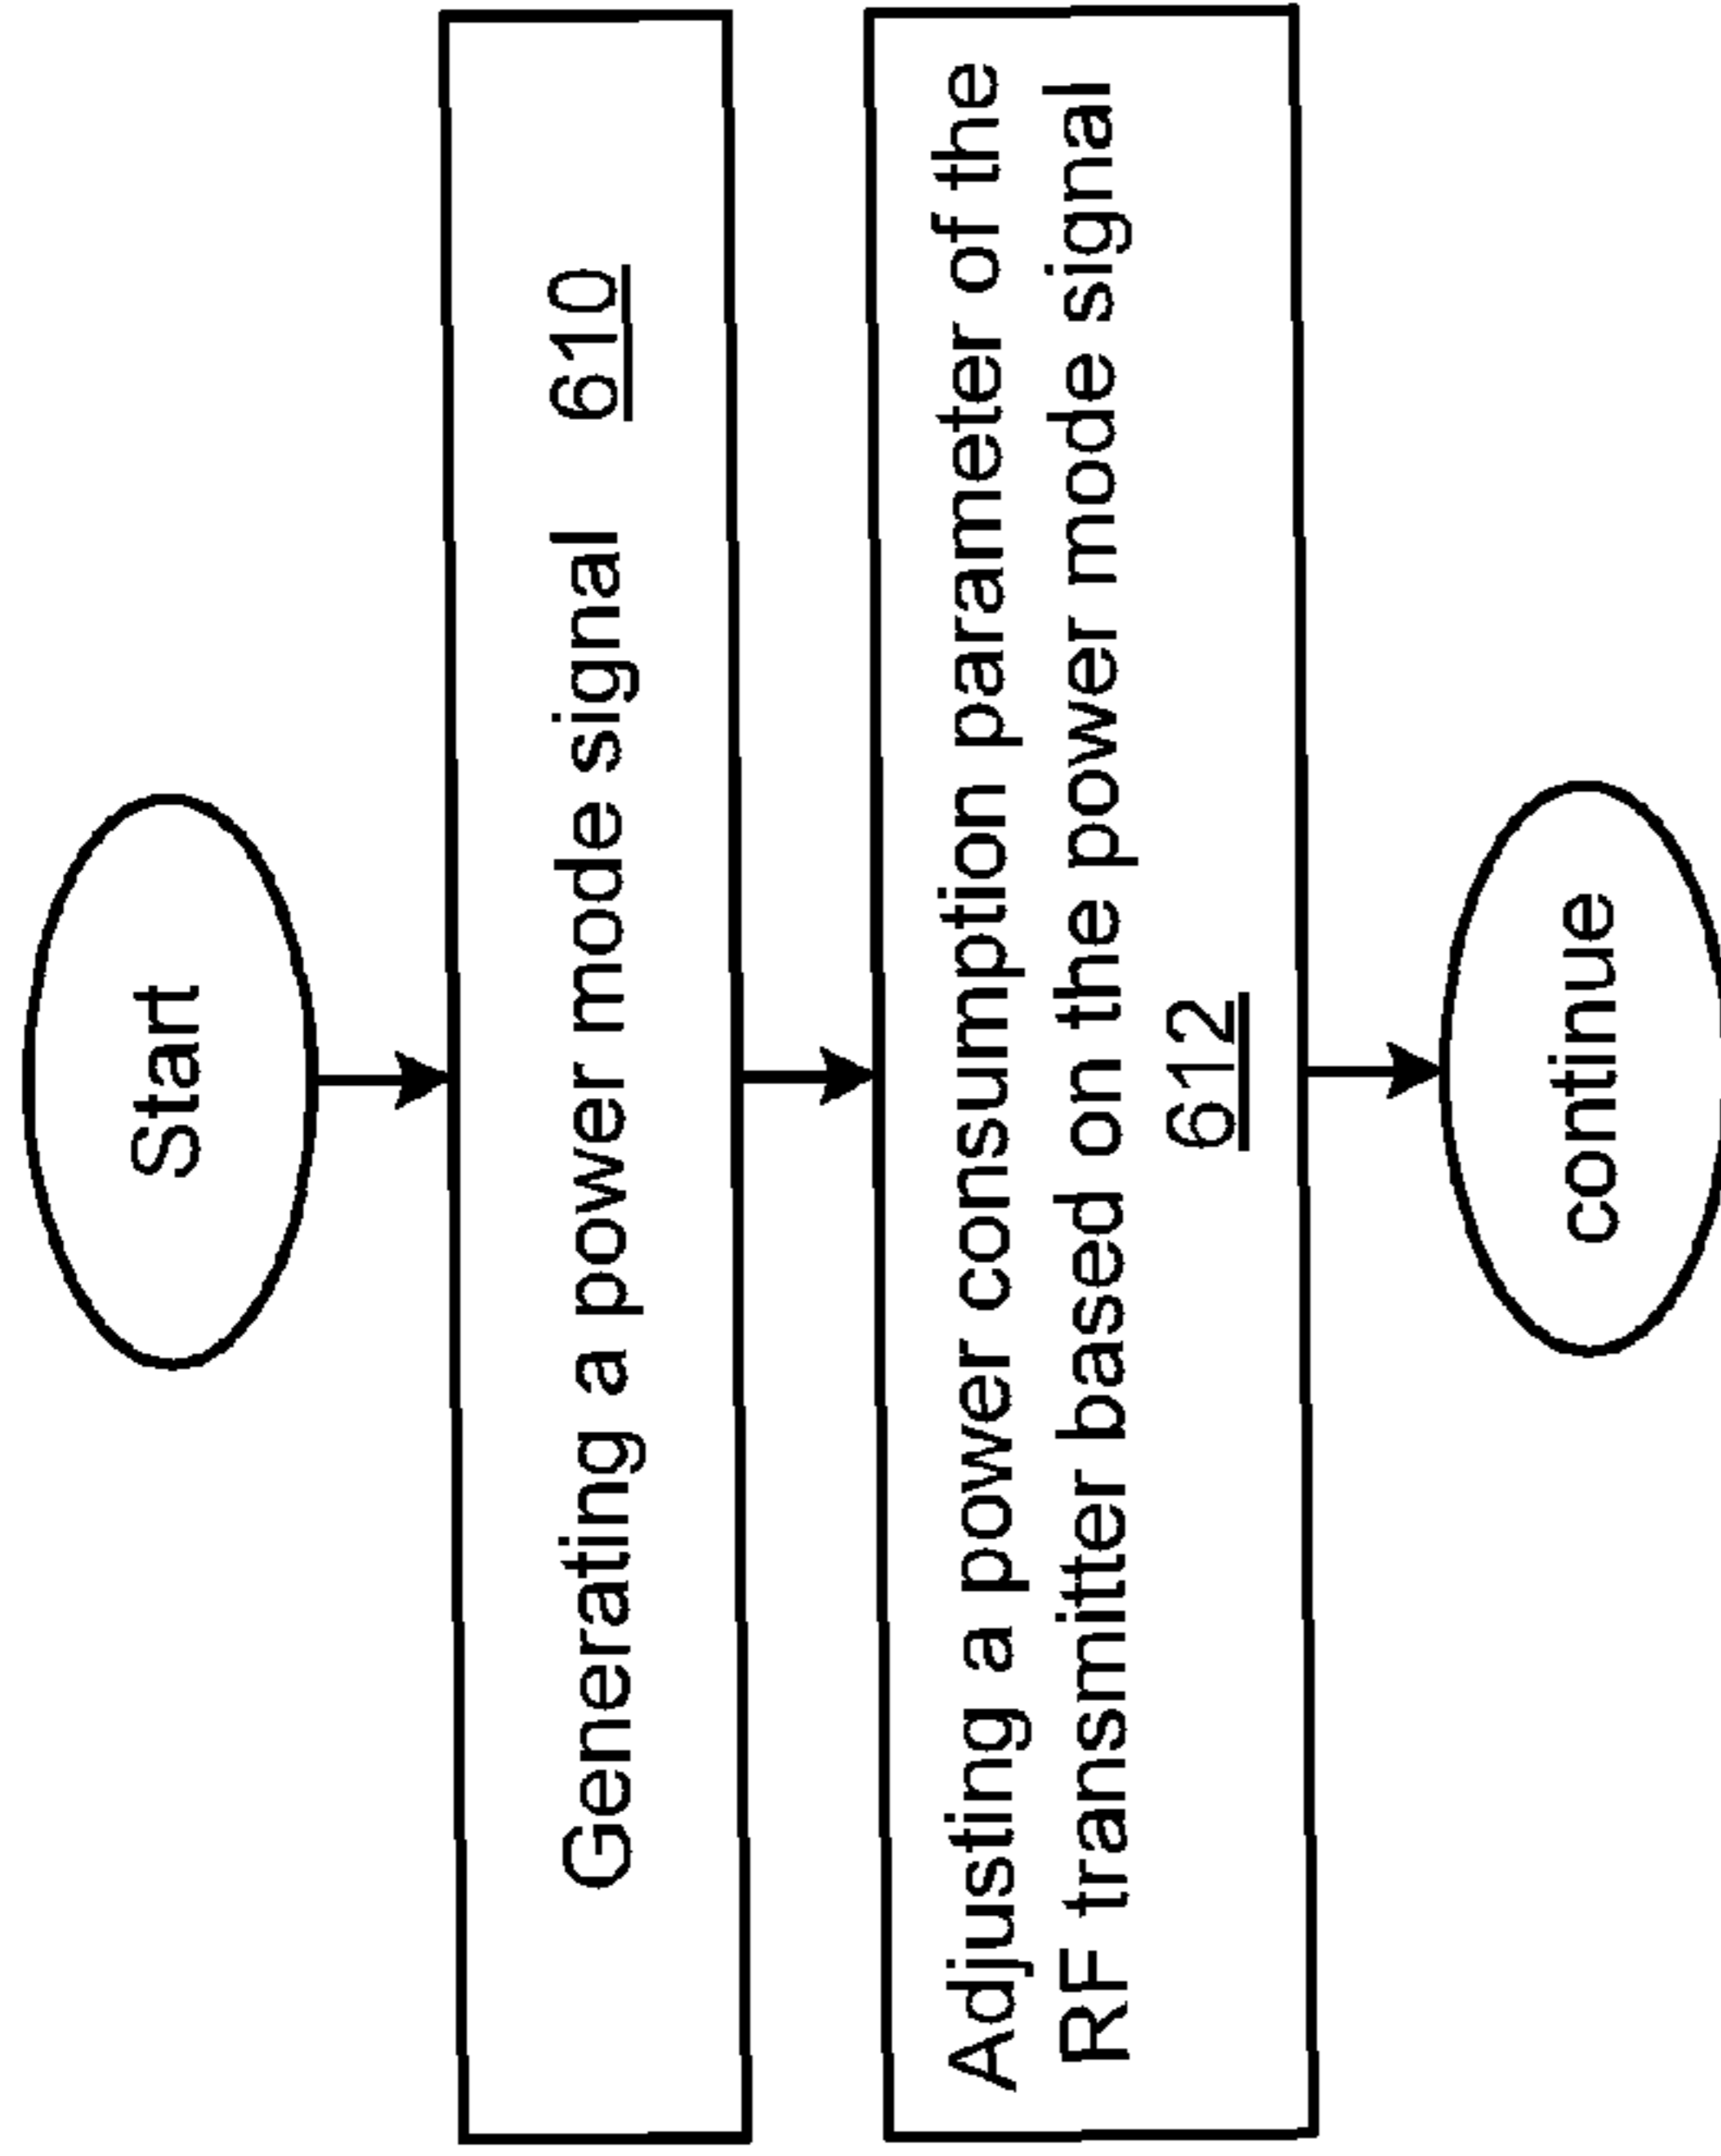 Start
Generating a power mode signal 610
Adjusting a power consumption parameter of the
RF transmitter based on the power mode signal
612
continue